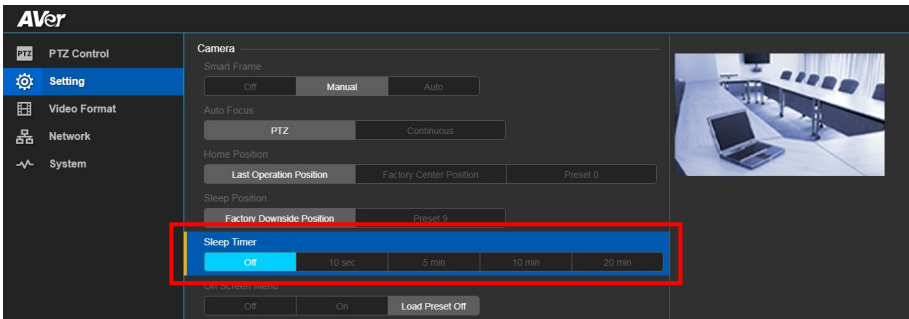 AVer
PTZ PTZ Control
Setting
Video Format
Network
System
Camera
Smart Frame
Off Manual Auto
Auto Focus
PTZ Continuous
Home Position
Last Operation Position Factory Center Position Preset 0
Sleep Position
Factory Downside Position Preset 9
Sleep Timer
Off 10 sec 5 min 10 min 20 min
On Screen Menu
Off On Load Preset Off